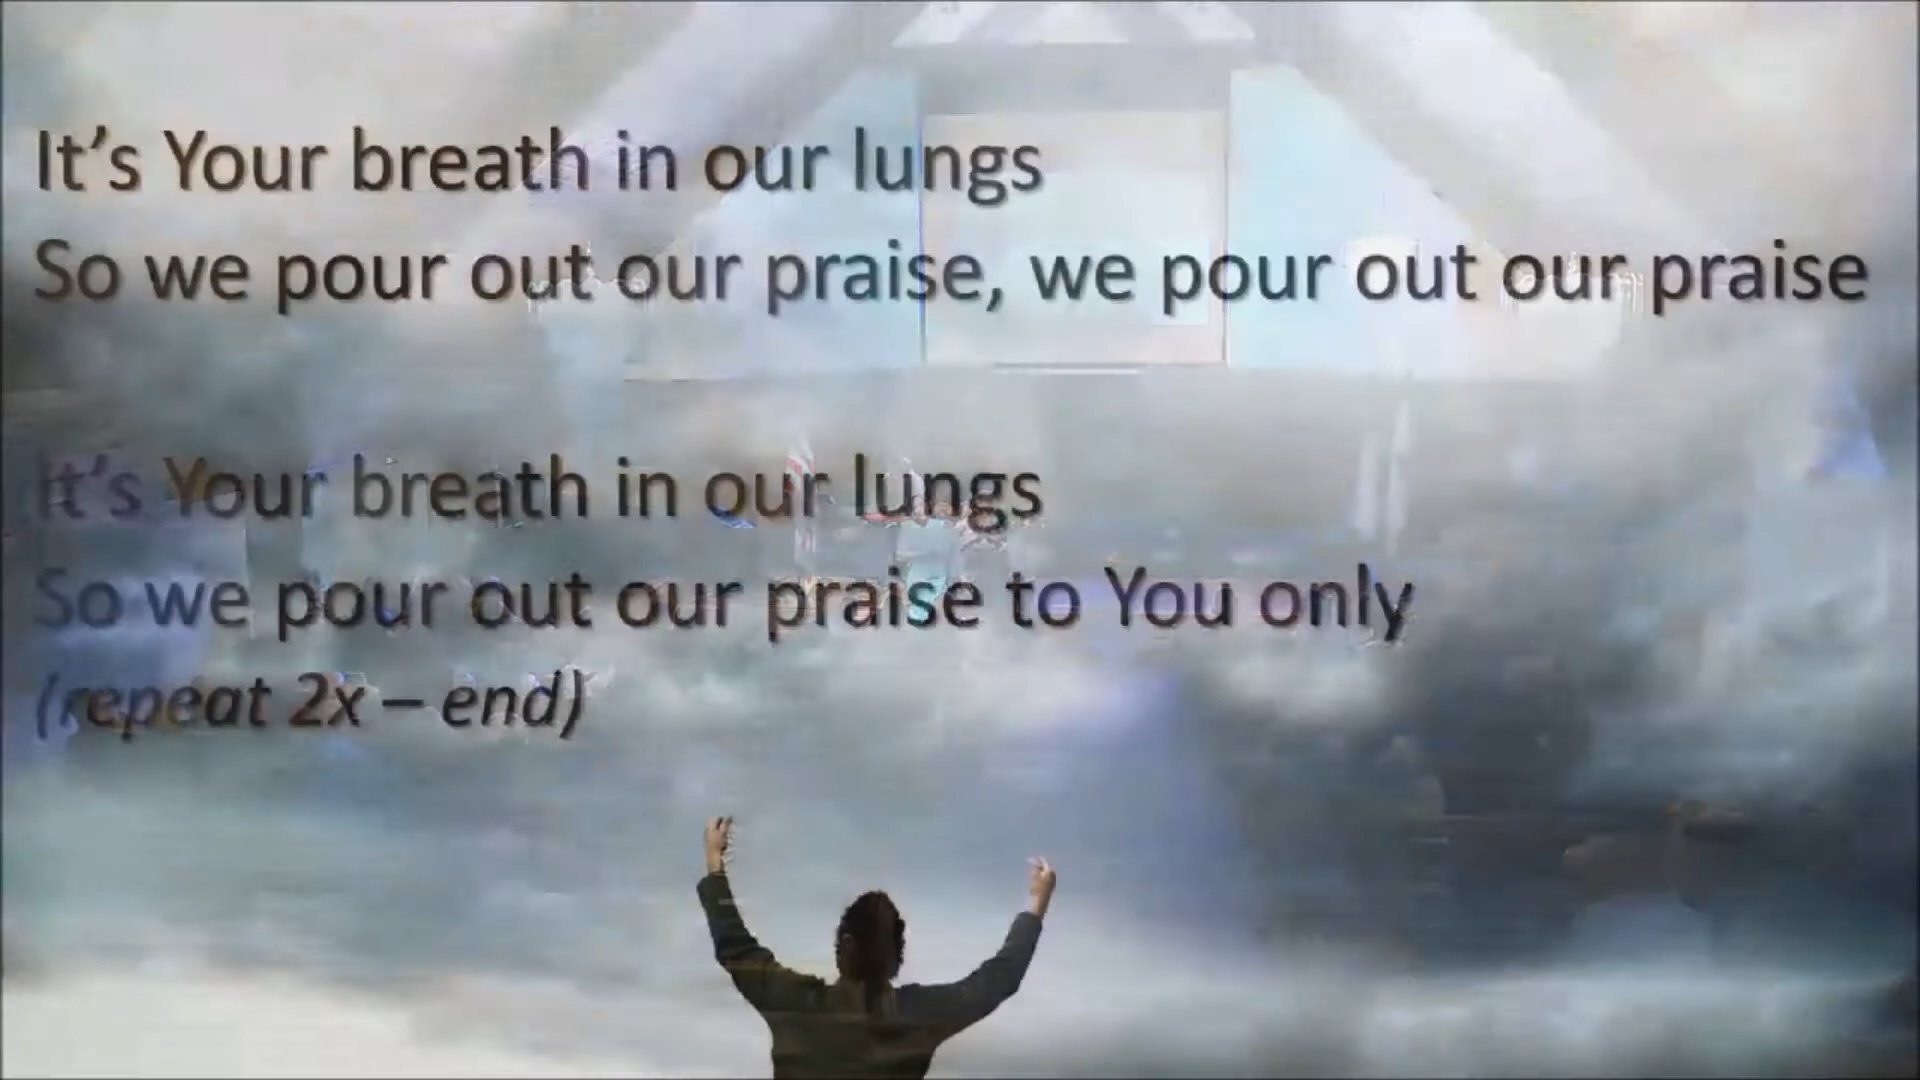 It's Your breath in our lungs
So we pour out our praise, we pour out our praise
It's Your breath in our lungs
So we pour out our praise to You only
(repeat 2x – end)